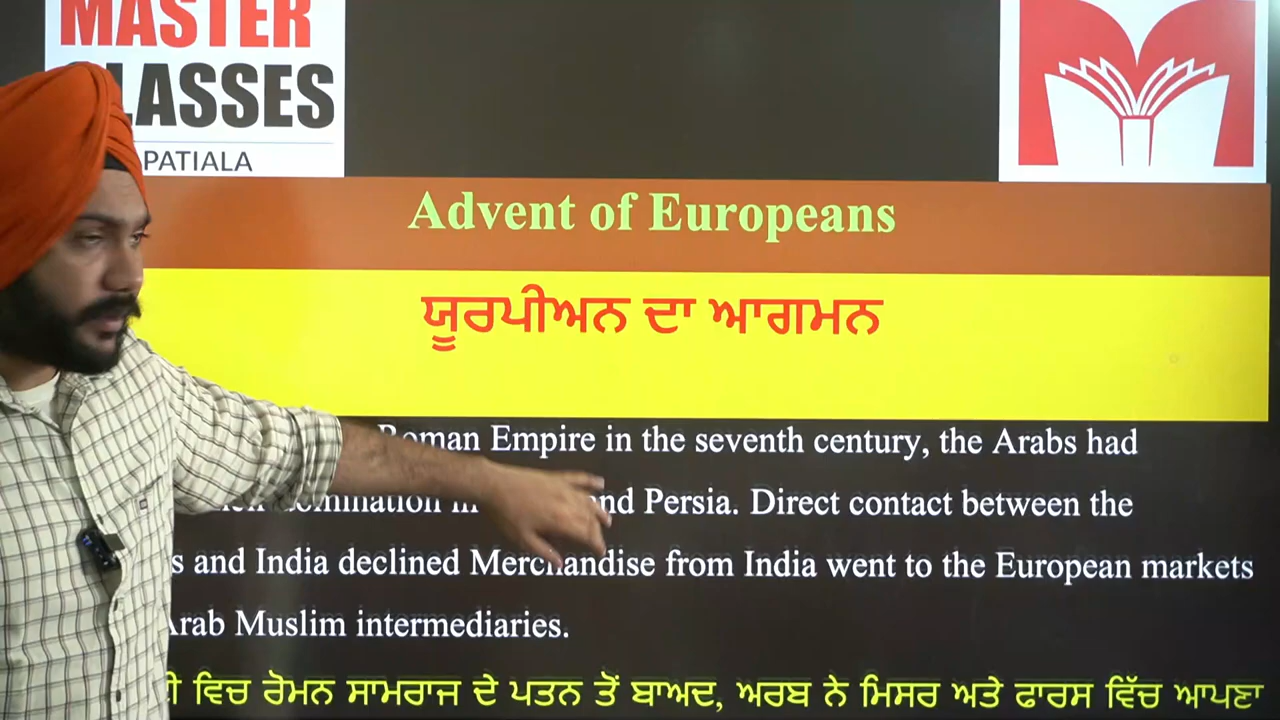 MASTER
LASSES
PATIALA
Advent of Europeans
ਯੂਰਪੀਅਨ ਦਾ ਆਗਮਨ
Roman Empire in the seventh century, the Arabs had
and Persia. Direct contact between the
and India declined Merchandise from India went to the European markets
Arab Muslim intermediaries.
ਵਿਚ ਰੋਮਨ ਸਾਮਰਾਜ ਦੇ ਪਤਨ ਤੋਂ ਬਾਅਦ, ਅਰਬ ਨੇ ਮਿਸਰ ਅਤੇ ਫਾਰਸ ਵਿੱਚ ਆਪਣਾ